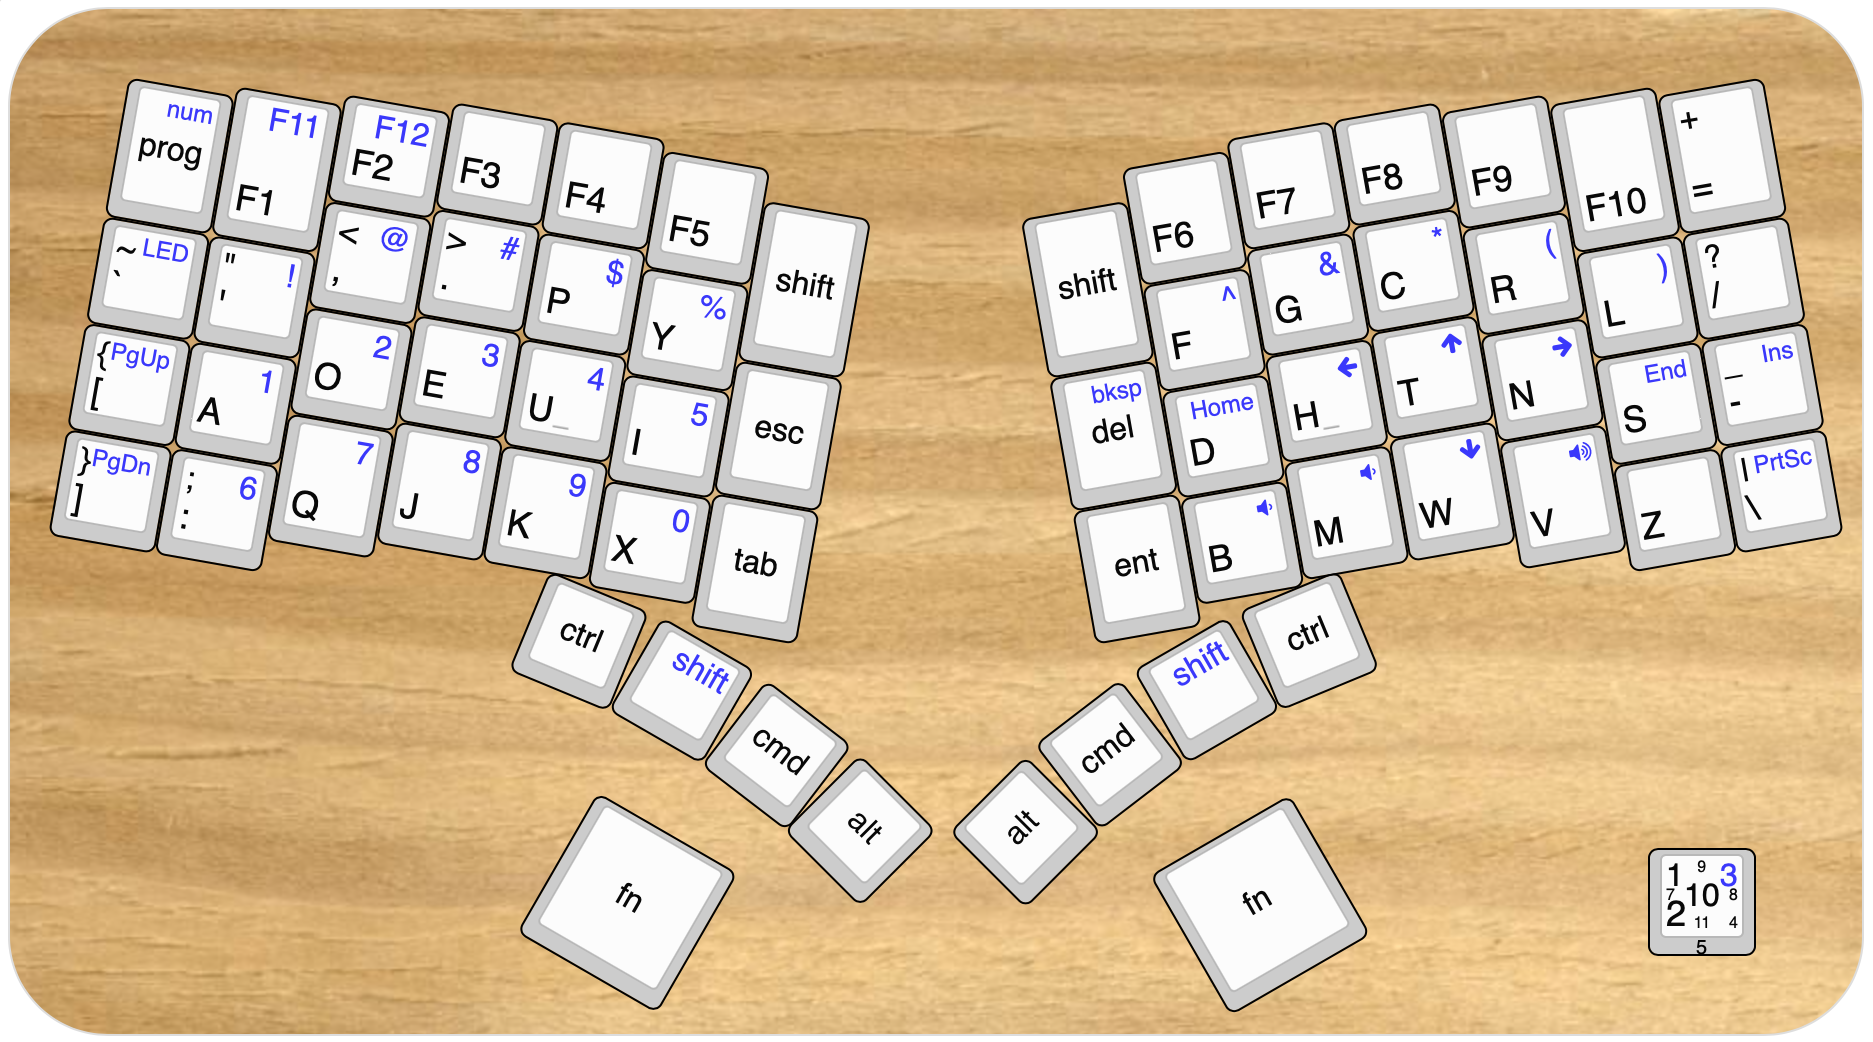 num
prog
F11
F1
F12
F2
F3
F4
F5
shift
~ LED
`
" !
'
< @
,
> #
.
$
P
%
Y
{ PgUp
[
1
A
2
O
3
E
4
U_
5
I
esc
} PgDn
]
; 6
:
7
Q
8
J
9
K
0
X
tab
ctrl
shift
cmd
alt
fn
shift
F6
F7
F8
F9
F10
+
=
^
F
&
G
*
C
(
R
)
L
?
/
bksp
del
Home
D
←
H_
↑
T
→
N
End
S
_ Ins
-
ent
B
M
↓
W
V
Z
| PrtSc
\
ctrl
shift
cmd
alt
fn
1 9 3
7 10 8
2 11 4
5